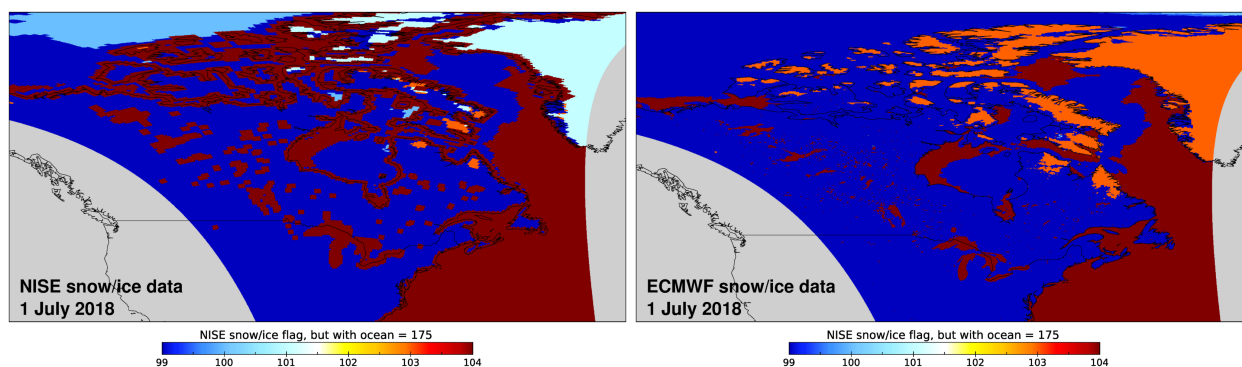 NISE snow/ice data
1 July 2018
NISE snow/ice flag, but with ocean = 175
99 100 101 102 103 104
ECMWF snow/ice data
1 July 2018
NISE snow/ice flag, but with ocean = 175
99 100 101 102 103 104